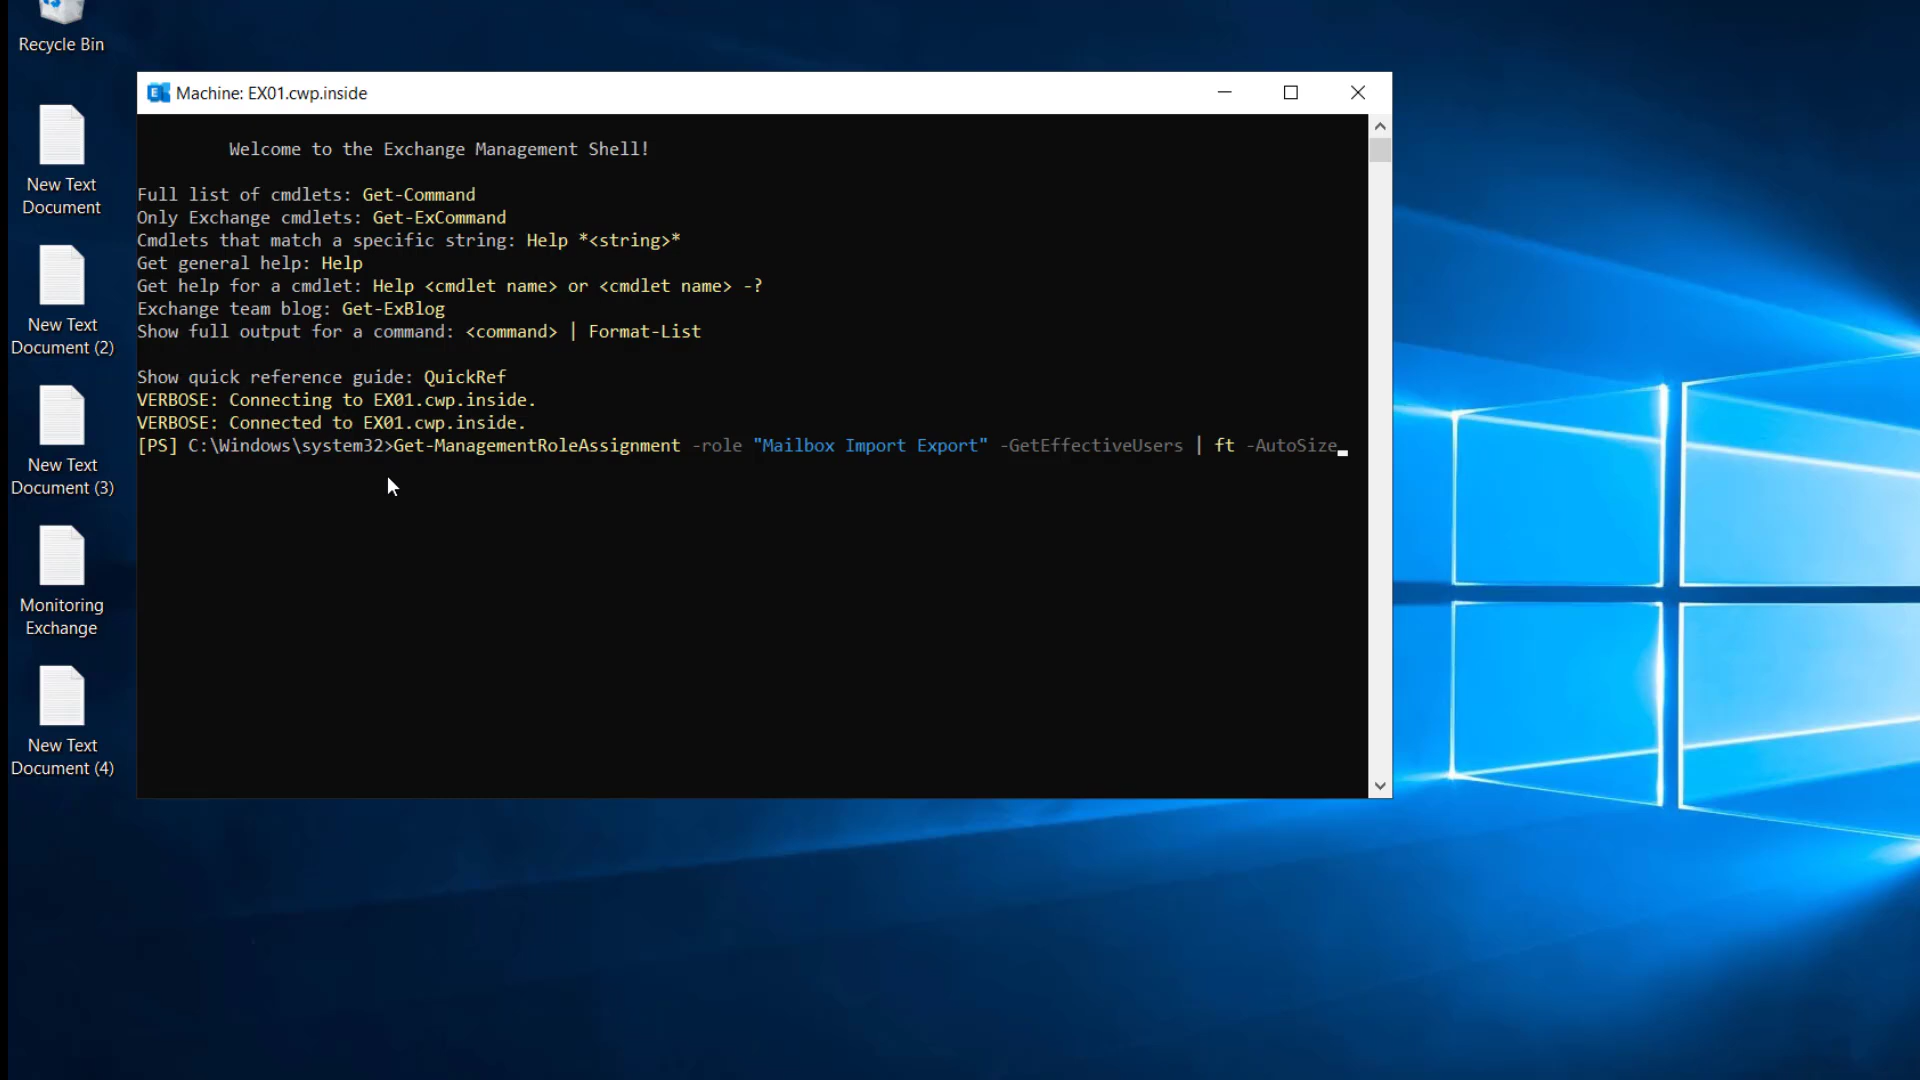 Recycle Bin
New Text
Document
New Text
Document (2)
New Text
Document (3)
Monitoring
Exchange
New Text
Document (4)
Machine: EX01.cwp.inside
Welcome to the Exchange Management Shell!
Full list of cmdlets: Get-Command
Only Exchange cmdlets: Get-ExCommand
Cmdlets that match a specific string: Help *<string>*
Get general help: Help
Get help for a cmdlet: Help <cmdlet name> or <cmdlet name> -?
Exchange team blog: Get-ExBlog
Show full output for a command: <command> | Format-List
Show quick reference guide: QuickRef
VERBOSE: Connecting to EX01.cwp.inside.
VERBOSE: Connected to EX01.cwp.inside.
[PS] C:\Windows\system32>Get-ManagementRoleAssignment -role "Mailbox Import Export" -GetEffectiveUsers | ft -AutoSize